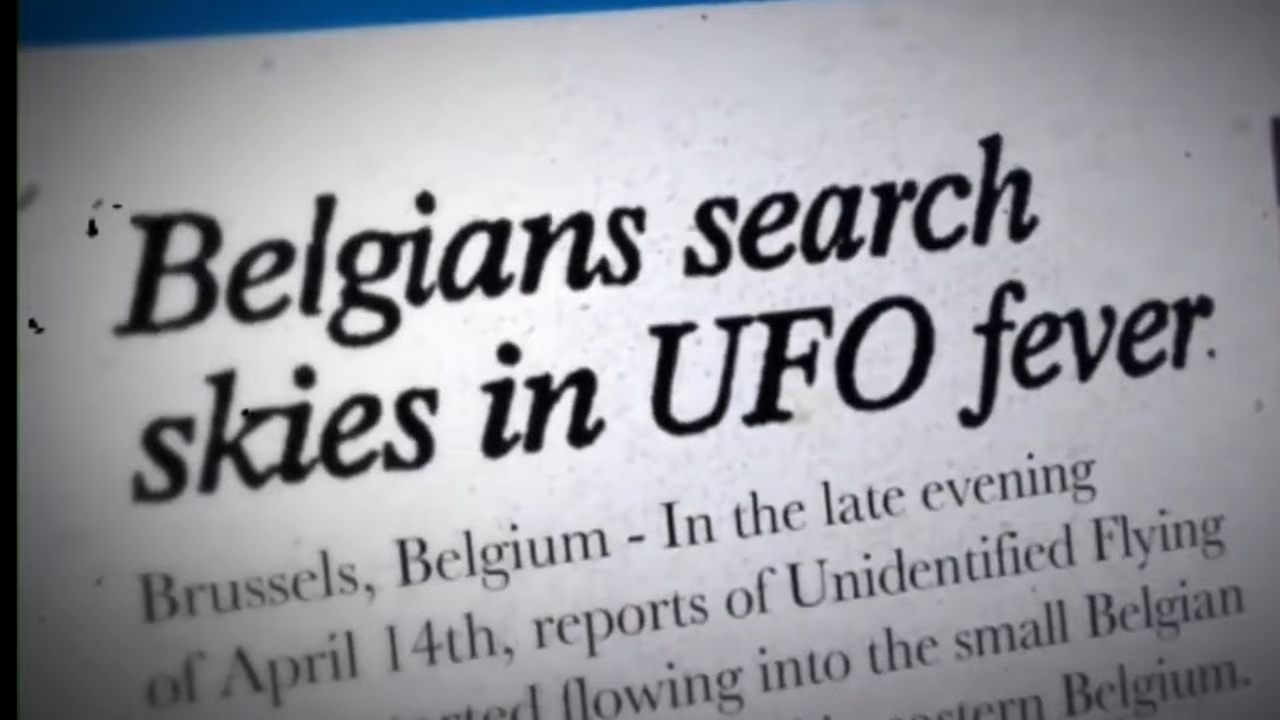 Belgians search
skies in UFO fever.
Brussels, Belgium - In the late evening
of April 14th, reports of Unidentified Flying
flowing into the small Belgian
Belgium.